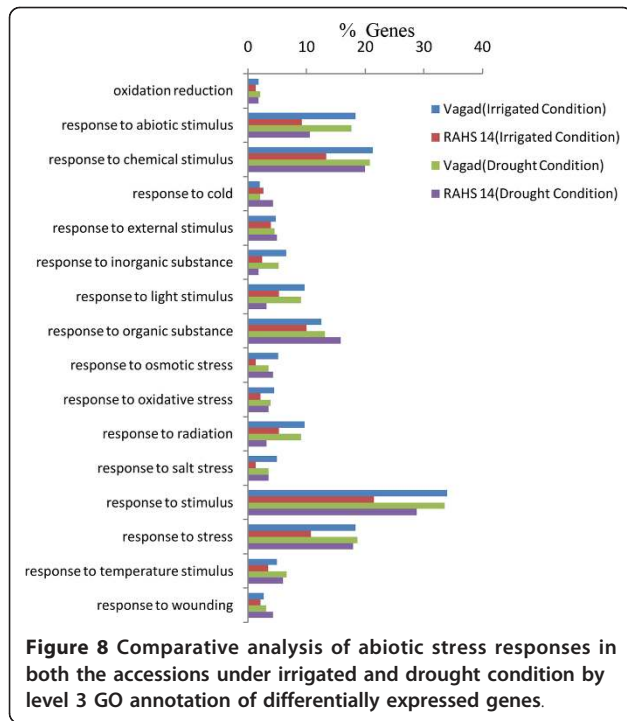 % Genes
0 10 20 30 40
oxidation reduction
response to abiotic stimulus
response to chemical stimulus
response to cold
response to external stimulus
response to inorganic substance
response to light stimulus
response to organic substance
response to osmotic stress
response to oxidative stress
response to radiation
response to salt stress
response to stimulus
response to stress
response to temperature stimulus
response to wounding
Vagad(Irrigated Condition)
RAHS 14(Irrigated Condition)
Vagad(Drought Condition)
RAHS 14(Drought Condition)
Figure 8 Comparative analysis of abiotic stress responses in
both the accessions under irrigated and drought condition by
level 3 GO annotation of differentially expressed genes.